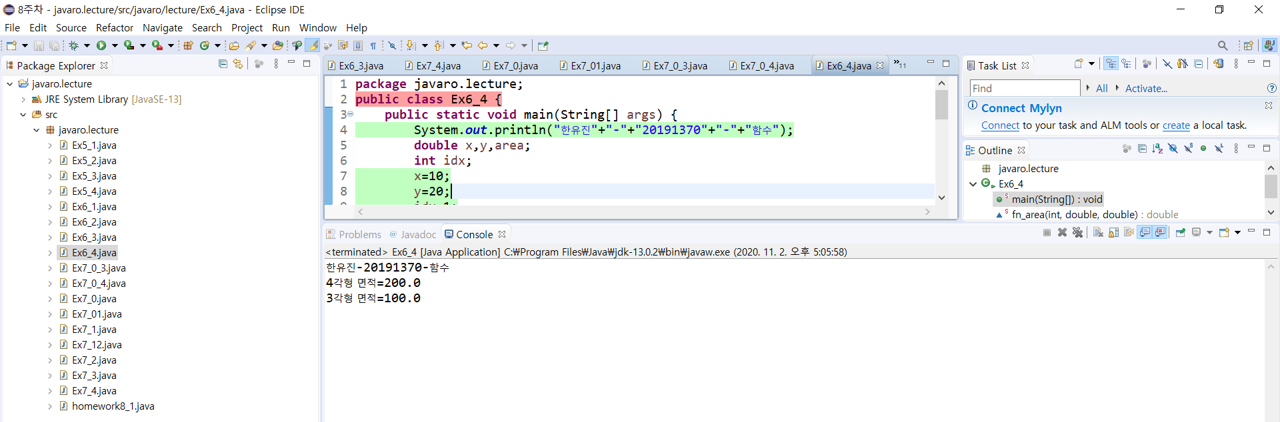 8주차 - javaro.lecture/src/javaro/lecture/Ex6_4.java - Eclipse IDE
File Edit Source Refactor Navigate Search Project Run Window Help
Package Explorer
javaro.lecture
JRE System Library [JavaSE-13]
src
javaro.lecture
Ex5_1.java
Ex5_2.java
Ex5_3.java
Ex5_4.java
Ex6_1.java
Ex6_2.java
Ex6_3.java
Ex6_4.java
Ex7_0_3.java
Ex7_0_4.java
Ex7_0.java
Ex7_01.java
Ex7_1.java
Ex7_12.java
Ex7_2.java
Ex7_3.java
Ex7_4.java
homework8_1.java
Ex6_3.java Ex7_4.java Ex7_0.java Ex7_01.java Ex7_0_3.java Ex7_0_4.java Ex6_4.java »11
1 package javaro.lecture;
2 public class Ex6_4 {
3 public static void main(String[] args) {
4 System.out.println("한유진"+"-"+"20191370"+"-"+"함수");
5 double x,y,area;
6 int idx;
7 x=10;
8 y=20;
Problems Javadoc Console
<terminated> Ex6_4 [Java Application] C:₩Program Files₩Java₩jdk-13.0.2₩bin₩javaw.exe (2020. 11. 2. 오후 5:05:58)
한유진-20191370-함수
4각형 면적=200.0
3각형 면적=100.0
Task List
Find All Activate...
Connect Mylyn
Connect to your task and ALM tools or create a local task.
Outline
javaro.lecture
Ex6_4
main(String[]) : void
fn_area(int, double, double) : double